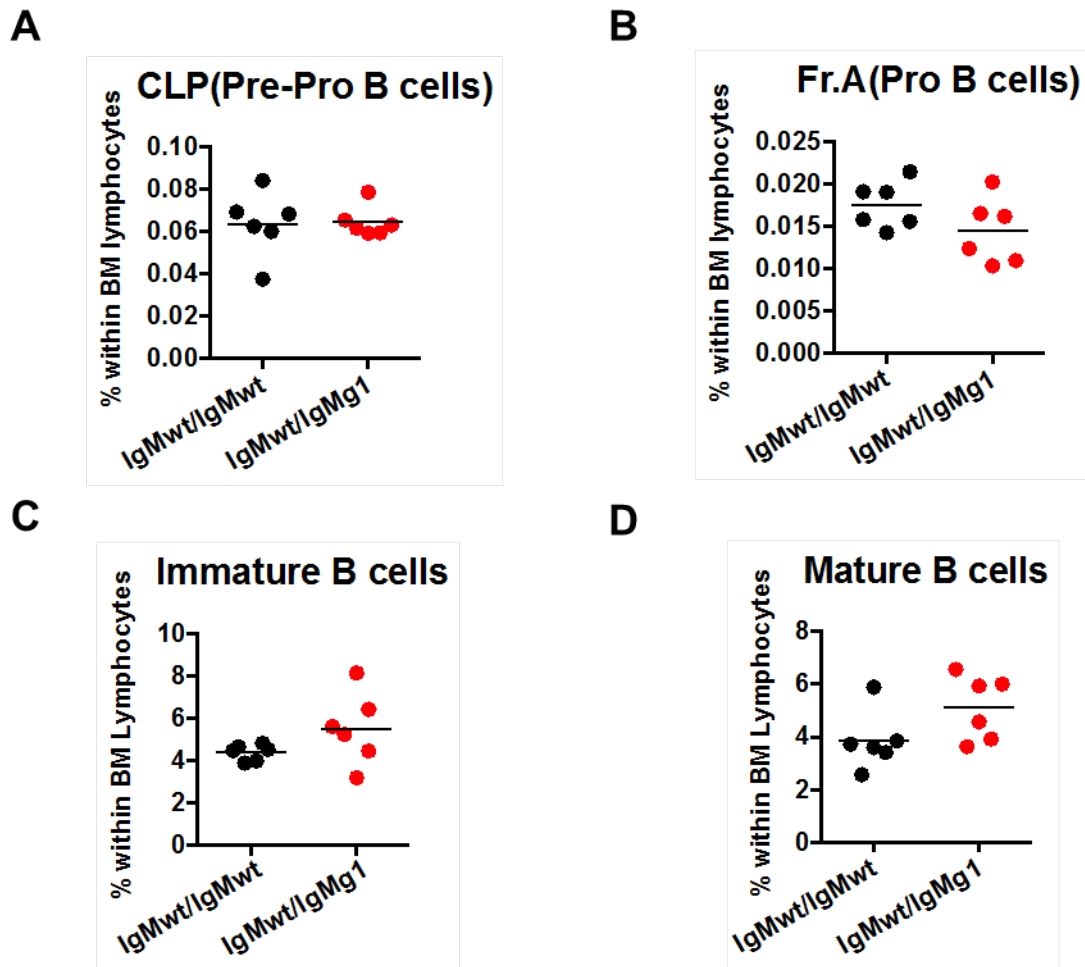 A
CLP(Pre-Pro B cells)
% within BM lymphocytes
0.10
0.08
0.06
0.04
0.02
0.00
IgMwt/IgMwt
IgMwt/IgMg1
B
Fr.A(Pro B cells)
% within BM lymphocytes
0.025
0.020
0.015
0.010
0.005
0.000
IgMwt/IgMwt
IgMwt/IgMg1
C
Immature B cells
% within BM Lymphocytes
10
8
6
4
2
0
IgMwt/IgMwt
IgMwt/IgMg1
D
Mature B cells
% within BM Lymphocytes
8
6
4
2
0
IgMwt/IgMwt
IgMwt/IgMg1